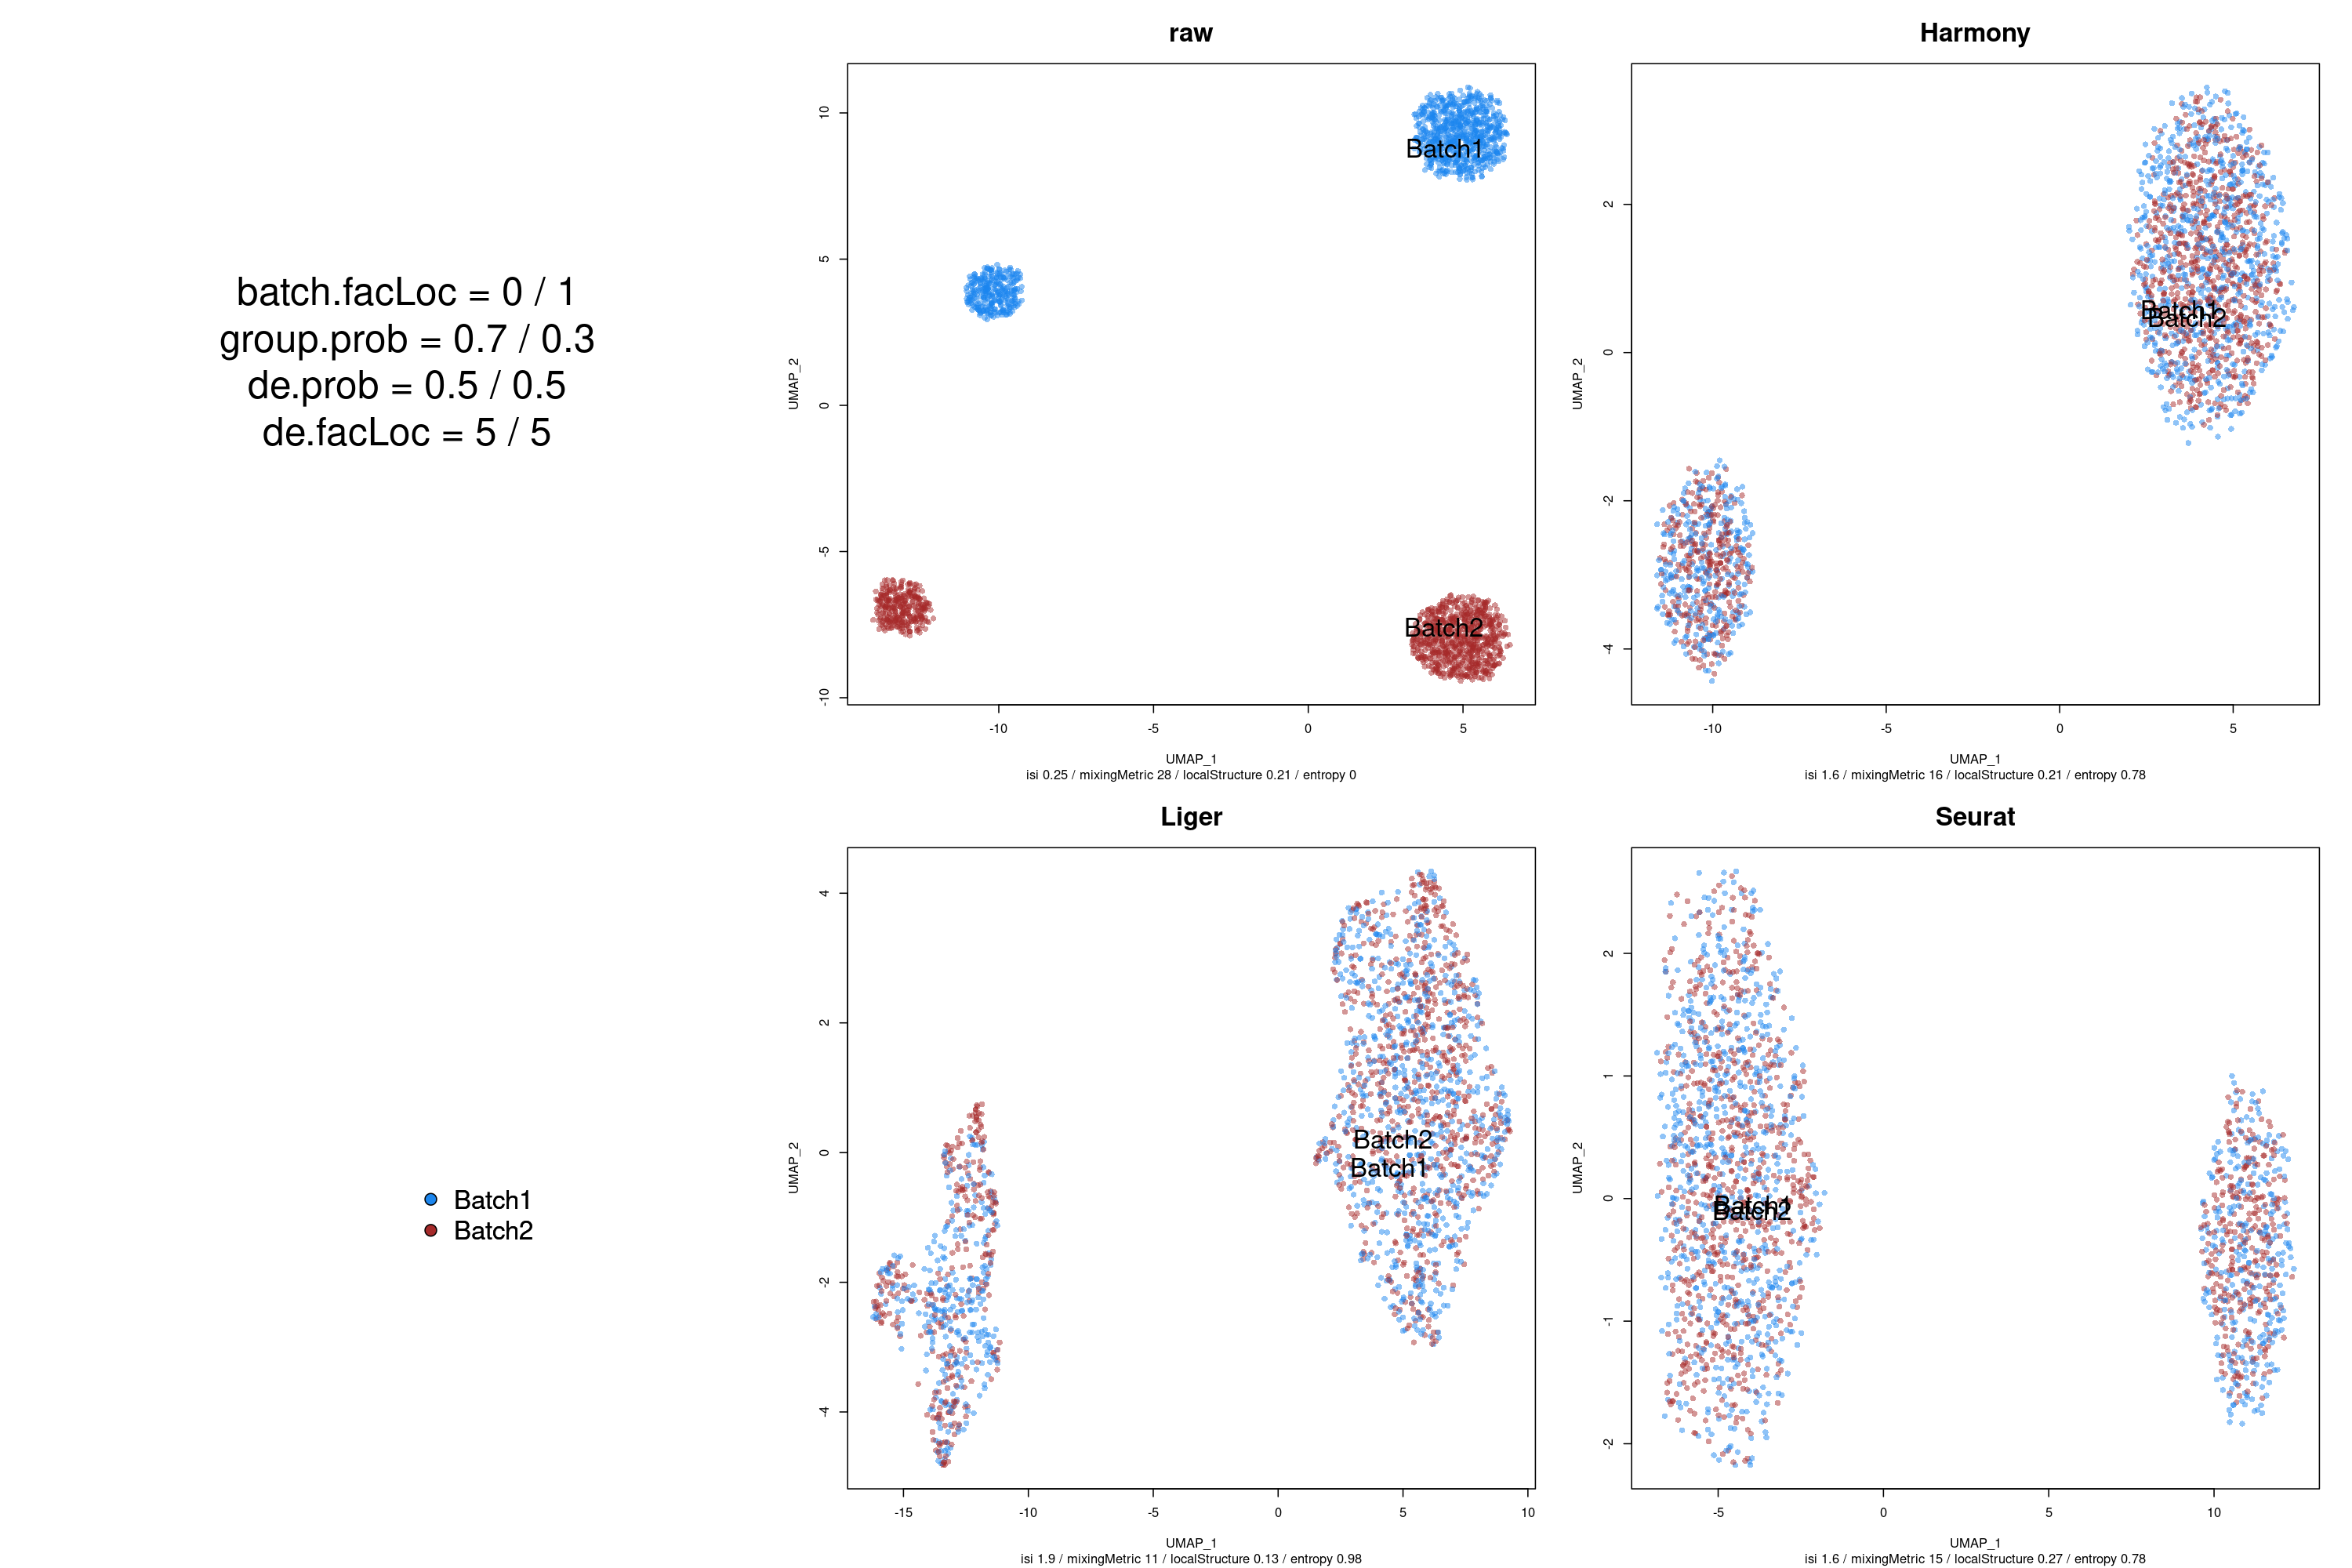 batch.facLoc = 0 / 1
group.prob = 0.7 / 0.3
de.prob = 0.5 / 0.5
de.facLoc = 5 / 5
raw
10
5
0
-5
-10
UMAP_2
Batch1
Batch2
-10 -5 0 5
UMAP_1
isi 0.25 / mixingMetric 28 / localStructure 0.21 / entropy 0
Harmony
2
0
-2
-4
UMAP_2
Batch1
Batch2
-10 -5 0 5
UMAP_1
isi 1.6 / mixingMetric 16 / localStructure 0.21 / entropy 0.78
Batch1
Batch2
Liger
4
2
0
-2
-4
UMAP_2
Batch2
Batch1
-15 -10 -5 0 5 10
UMAP_1
isi 1.9 / mixingMetric 11 / localStructure 0.13 / entropy 0.98
Seurat
2
1
0
-1
-2
UMAP_2
Batch1
Batch2
-5 0 5 10
UMAP_1
isi 1.6 / mixingMetric 15 / localStructure 0.27 / entropy 0.78